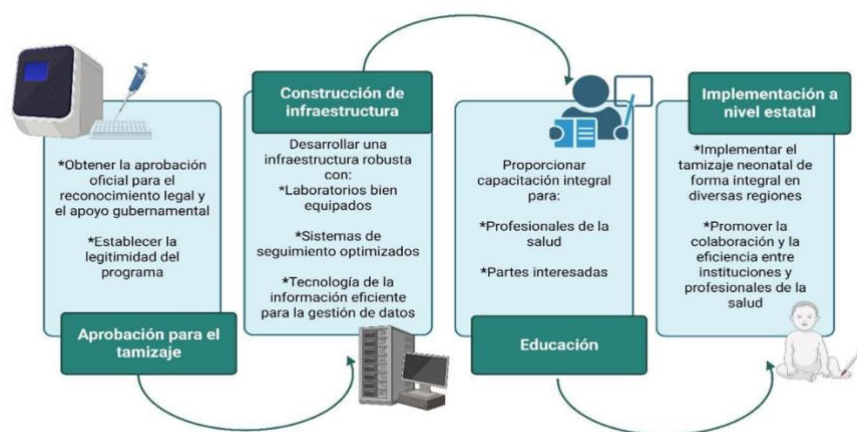 *Obtener la aprobación
oficial para el
reconocimiento legal y
el apoyo gubernamental
*Establecer la
legitimidad del
programa
Aprobación para el
tamizaje
Construcción de
infraestructura
Desarrollar una
infraestructura robusta
con:
*Laboratorios bien
equipados
*Sistemas de
seguimiento optimizados
*Tecnología de la
información eficiente
para la gestión de datos
Proporcionar
capacitación integral
para:
*Profesionales de la
salud
*Partes interesadas
Educación
Implementación a
nivel estatal
*Implementar el
tamizaje neonatal de
forma integral en
diversas regiones
*Promover la
colaboración y la
eficiencia entre
instituciones y
profesionales de la
salud